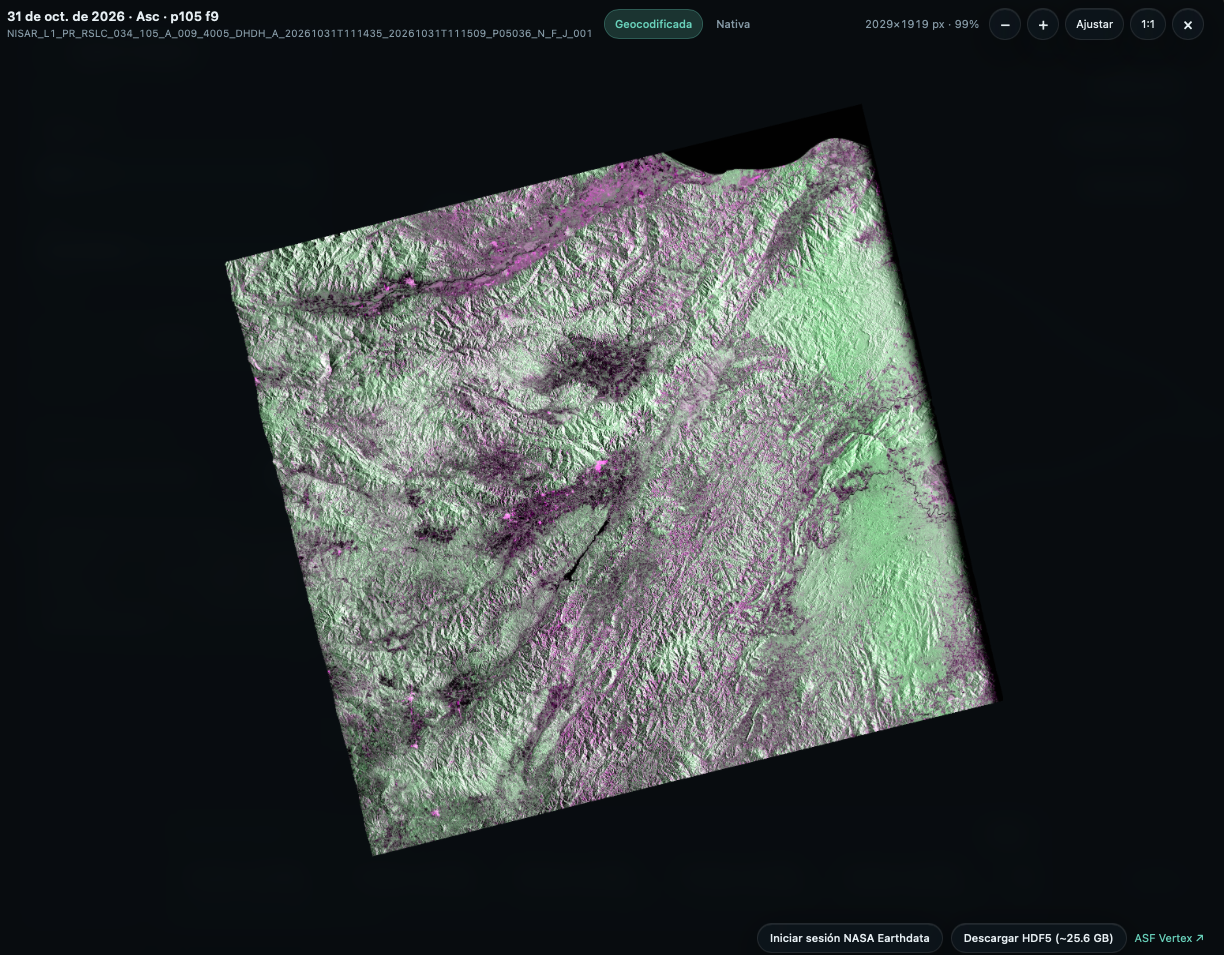 31 de oct. de 2026 · Asc · p105 f9
NISAR_L1_PR_RSLC_034_105_A_009_4005_DHDH_A_20261031T111435_20261031T111509_P05036_N_F_J_001
Geocodificada
Nativa
2029×1919 px · 99%
−
+
Ajustar
1:1
×
Iniciar sesión NASA Earthdata
Descargar HDF5 (~25.6 GB)
ASF Vertex ↗